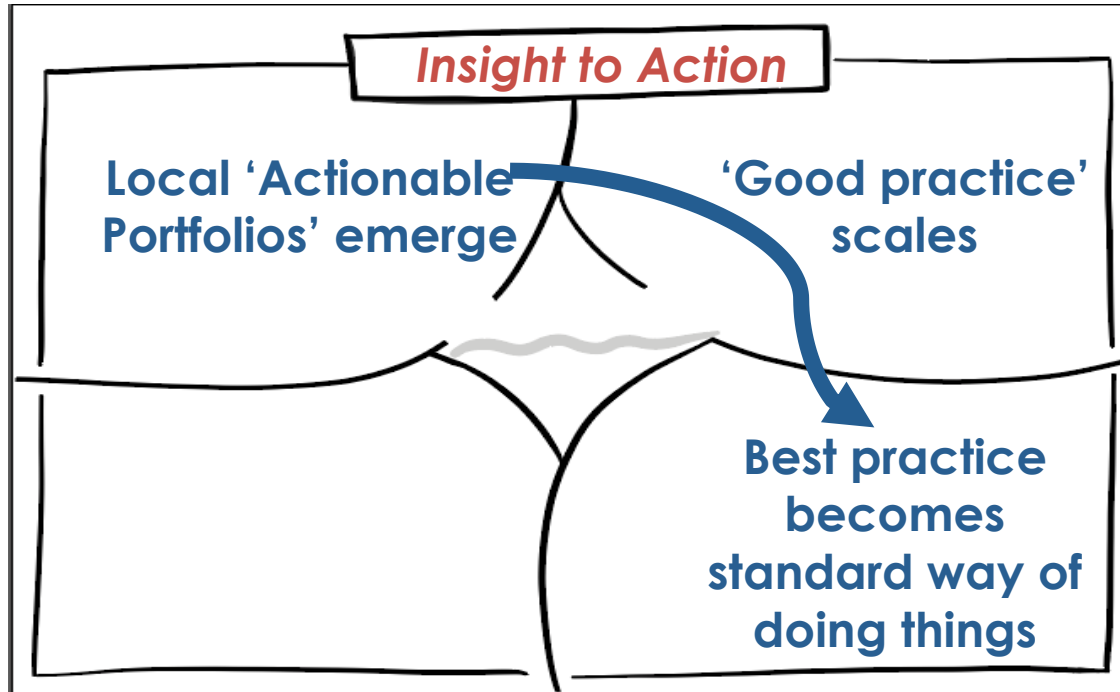 Insight to Action
Local ‘Actionable
Portfolios’ emerge
‘Good practice’
scales
Best practice
becomes
standard way of
doing things